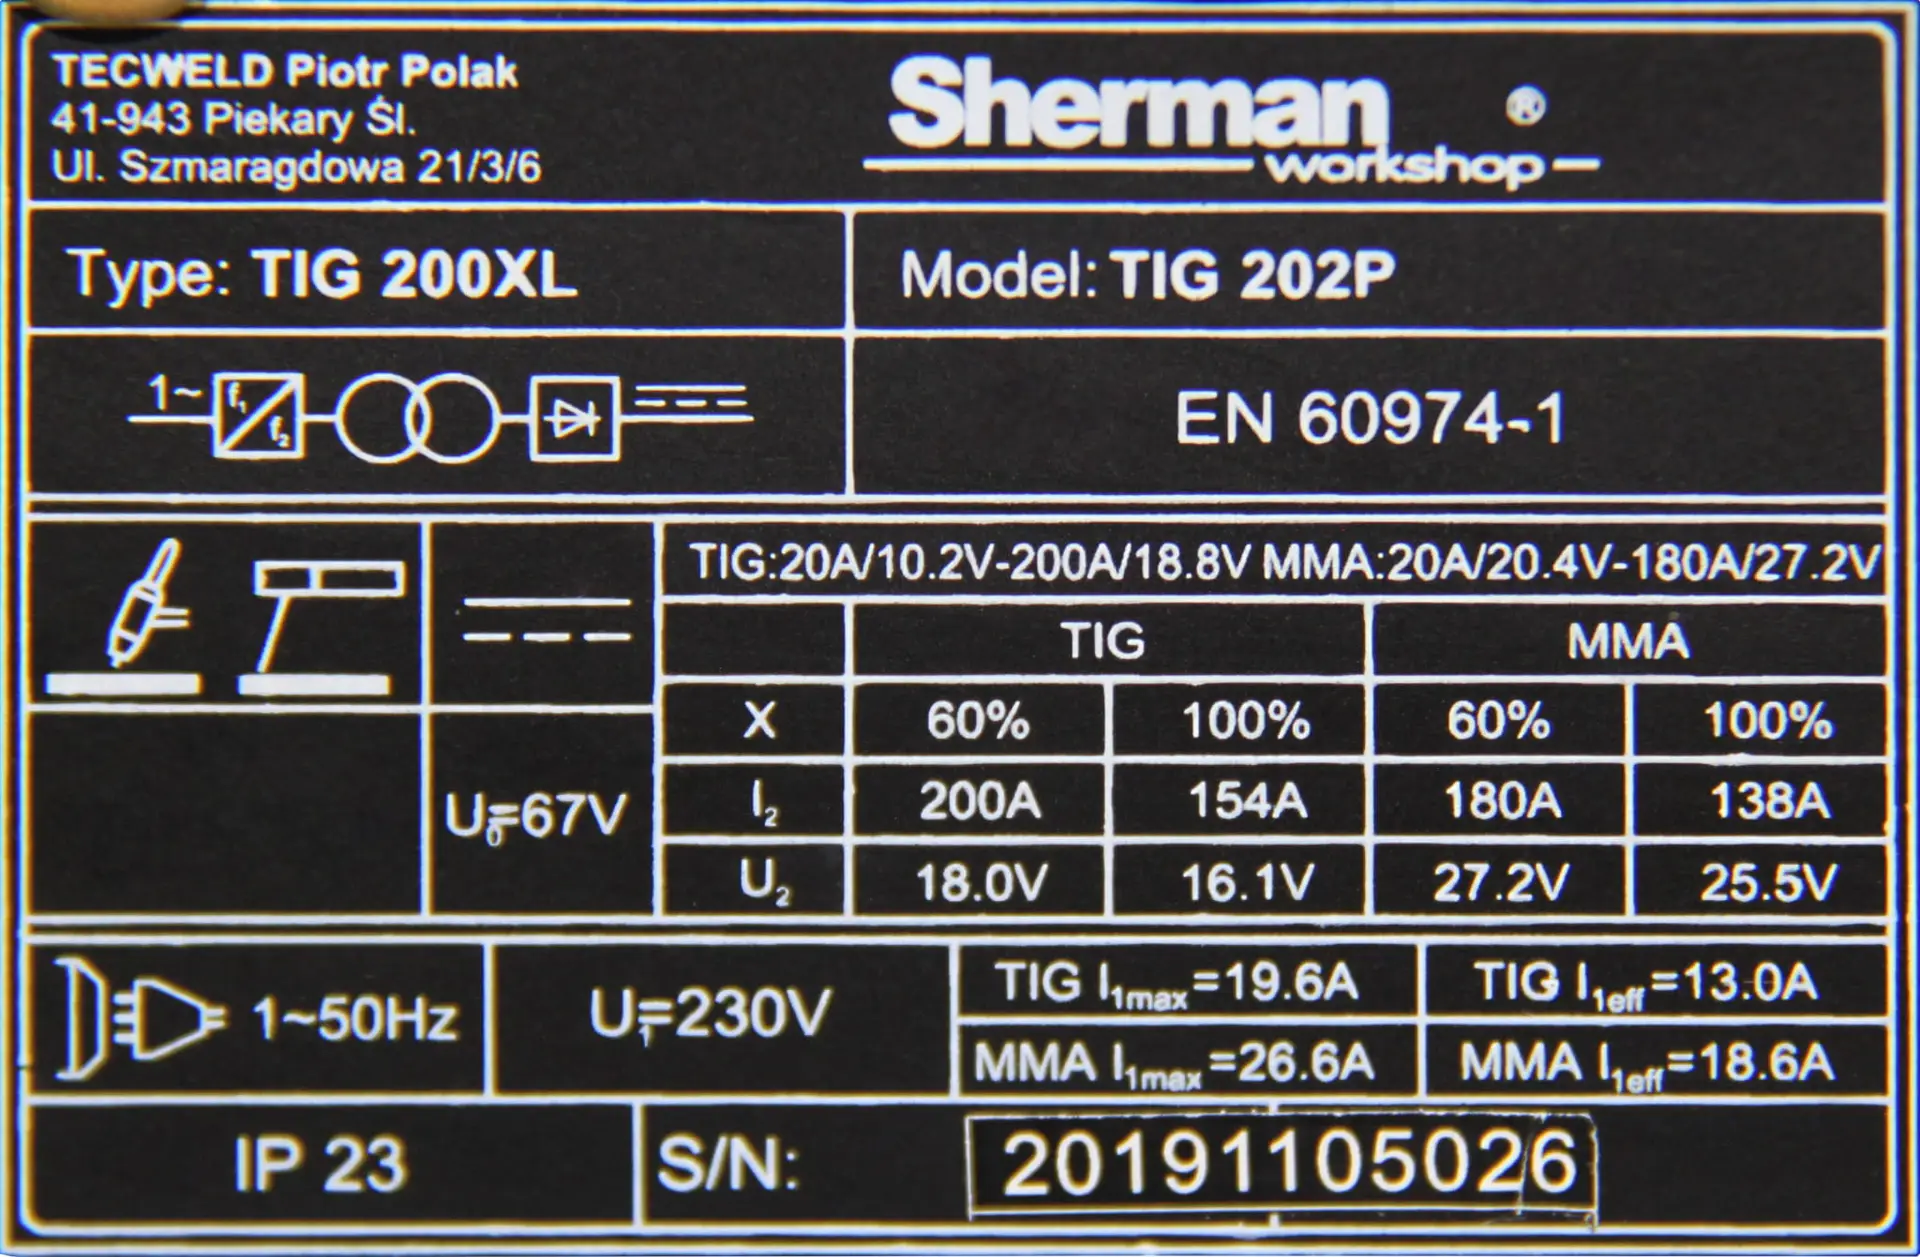 TECWELD Piotr Polak
41-943 Piekary Śl.
Ul. Szmaragdowa 21/3/6
Sherman ®
workshop
Type: TIG 200XL
Model: TIG 202P
1~ f₁ f₂
EN 60974-1
TIG:20A/10.2V-200A/18.8V MMA:20A/20.4V-180A/27.2V
TIG MMA
X 60% 100% 60% 100%
I₂ 200A 154A 180A 138A
U₀=67V
U₂ 18.0V 16.1V 27.2V 25.5V
1~50Hz
U₁=230V
TIG I₁max=19.6A TIG I₁eff=13.0A
MMA I₁max=26.6A MMA I₁eff=18.6A
IP 23
S/N: 201911105026